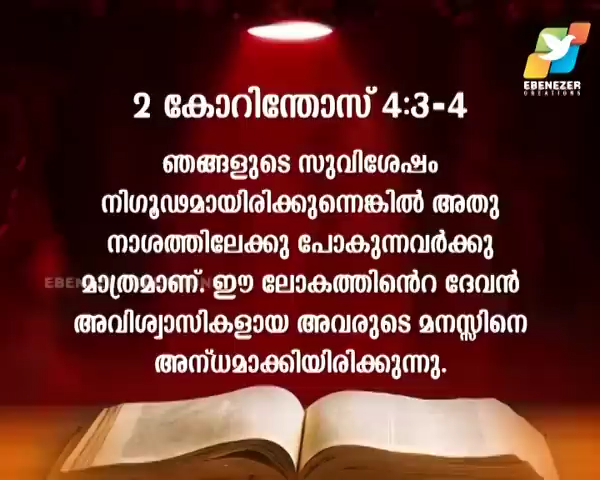 EBENEZER
CREATIONS
2 കോറിന്തോസ് 4:3-4
ഞങ്ങളുടെ സുവിശേഷം
നിഗൂഢമായിരിക്കുന്നെങ്കിൽ അതു
നാശത്തിലേക്കു പോകുന്നവർക്കു
മാത്രമാണ്. ഈ ലോകത്തിൻെറ ദേവൻ
അവിശ്വാസികളായ അവരുടെ മനസ്സിനെ
അന്ധമാക്കിയിരിക്കുന്നു.